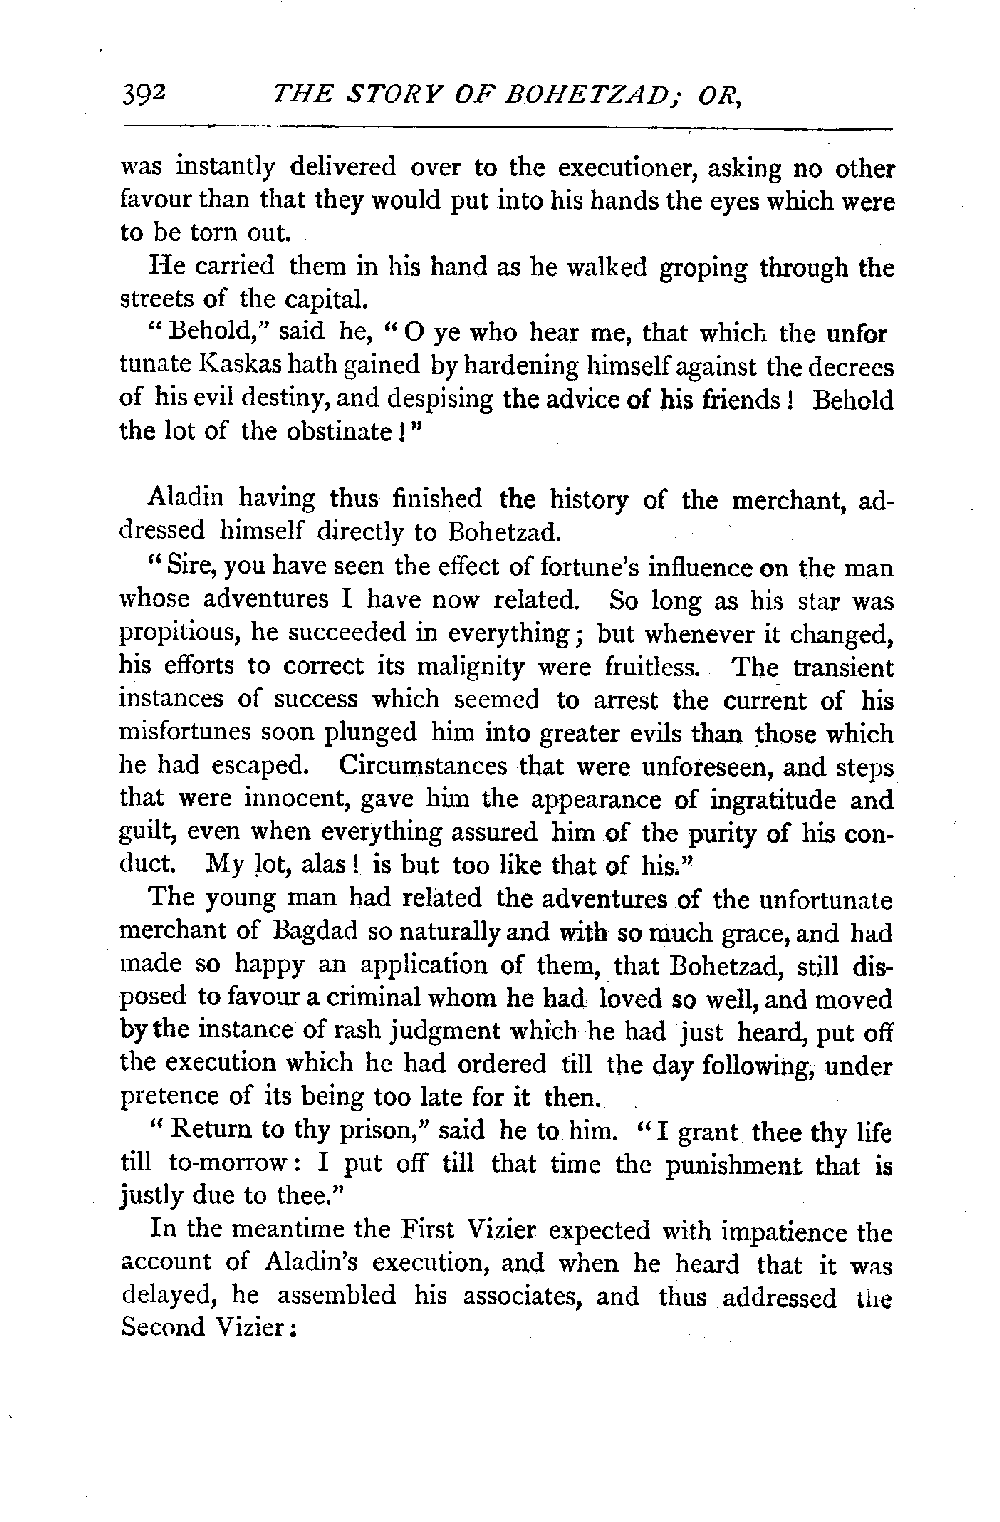 392 THE STORY OF BOHETZAD; OR,
was instantly delivered over to the executioner, asking no other
favour than that they would put into his hands the eyes which were
to be torn out.
He carried them in his hand as he walked groping through the
streets of the capital.
“Behold,” said he, “O ye who hear me, that which the unfor
tunate Kaskas hath gained by hardening himself against the decrees
of his evil destiny, and despising the advice of his friends! Behold
the lot of the obstinate!”
Aladin having thus finished the history of the merchant, ad-
dressed himself directly to Bohetzad.
“Sire, you have seen the effect of fortune's influence on the man
whose adventures I have now related. So long as his star was
propitious, he succeeded in everything; but whenever it changed,
his efforts to correct its malignity were fruitless. The transient
instances of success which seemed to arrest the current of his
misfortunes soon plunged him into greater evils than those which
he had escaped. Circumstances that were unforeseen, and steps
that were innocent, gave him the appearance of ingratitude and
guilt, even when everything assured him of the purity of his con-
duct. My lot, alas! is but too like that of his.”
The young man had related the adventures of the unfortunate
merchant of Bagdad so naturally and with so much grace, and had
made so happy an application of them, that Bohetzad, still dis-
posed to favour a criminal whom he had loved so well, and moved
by the instance of rash judgment which he had just heard, put off
the execution which he had ordered till the day following, under
pretence of its being too late for it then.
“Return to thy prison,” said he to him. “I grant thee thy life
till to-morrow: I put off till that time the punishment that is
justly due to thee.”
In the meantime the First Vizier expected with impatience the
account of Aladin's execution, and when he heard that it was
delayed, he assembled his associates, and thus addressed the
Second Vizier: